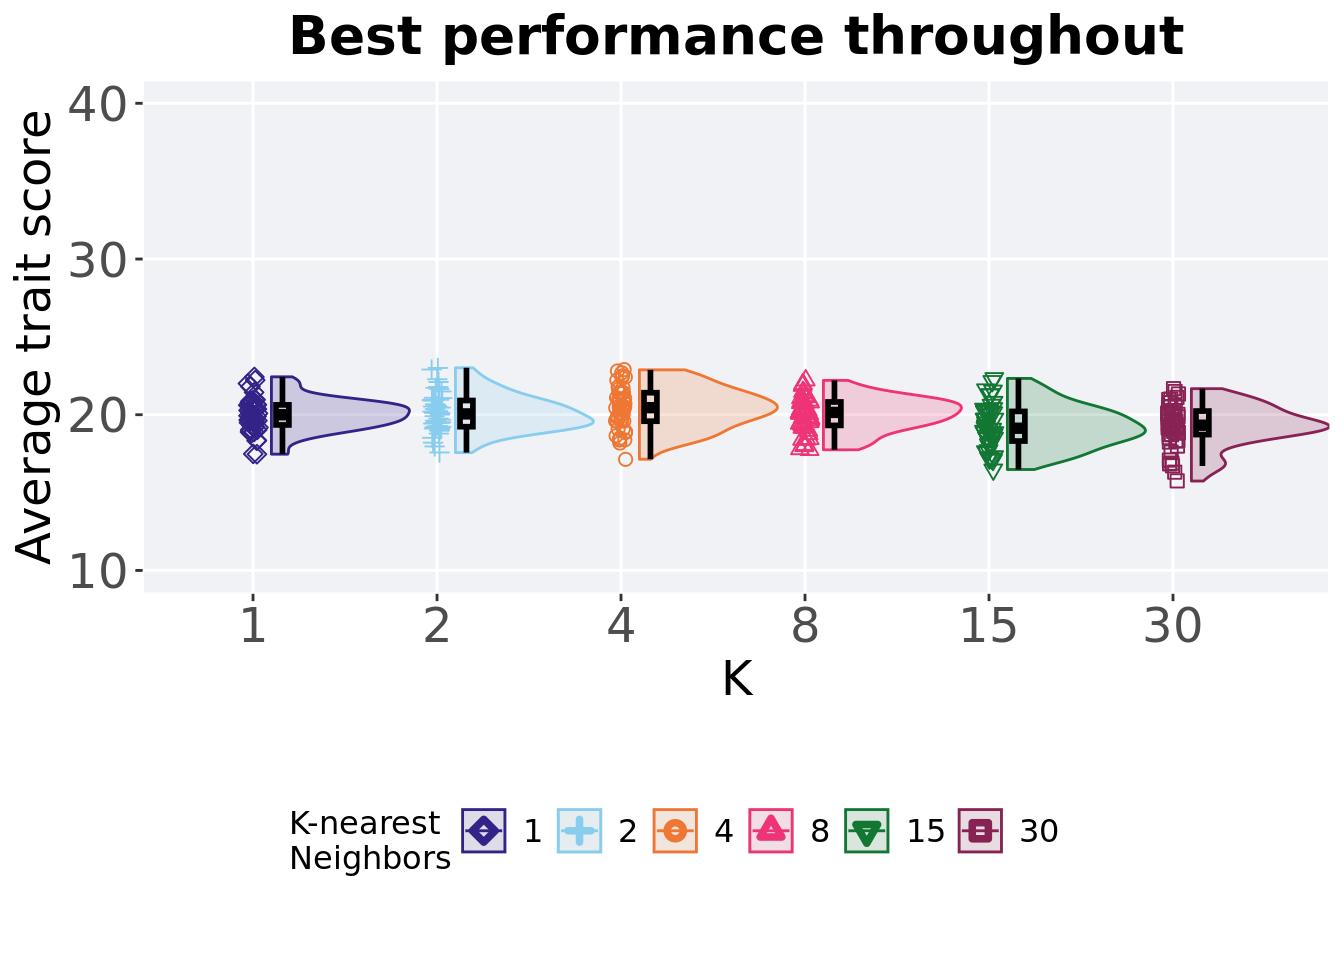 Best performance throughout
Average trait score
40
30
20
10
1 2 4 8 15 30
K
K-nearest
Neighbors
1 2 4 8 15 30